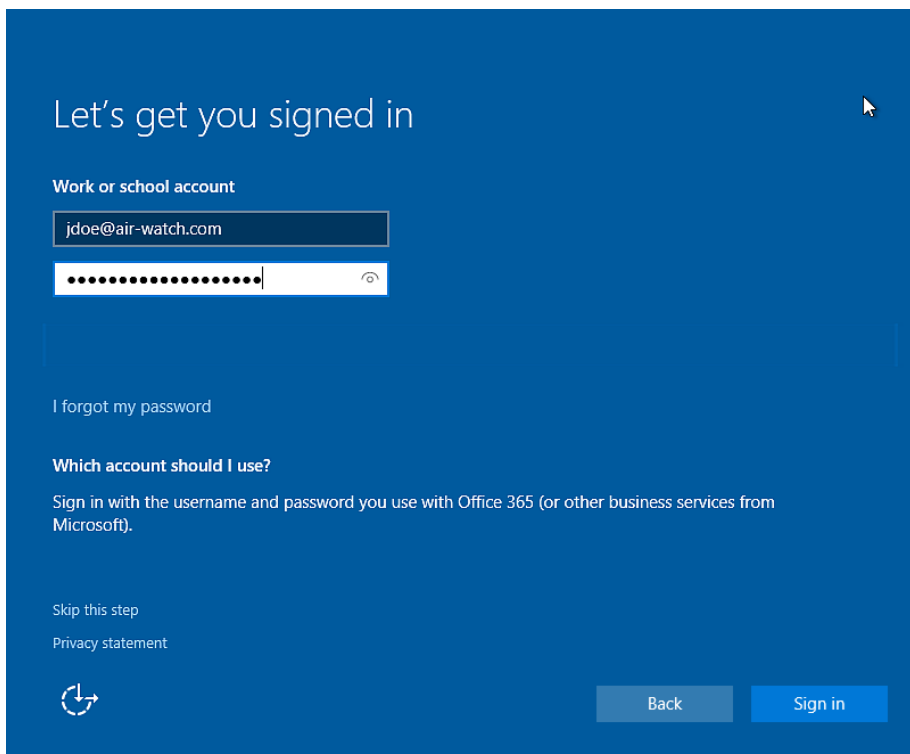 Let's get you signed in
Work or school account
jdoe@air-watch.com
●●●●●●●●●●●●●●●●●●●
I forgot my password
Which account should I use?
Sign in with the username and password you use with Office 365 (or other business services from
Microsoft).
Skip this step
Privacy statement
Back
Sign in